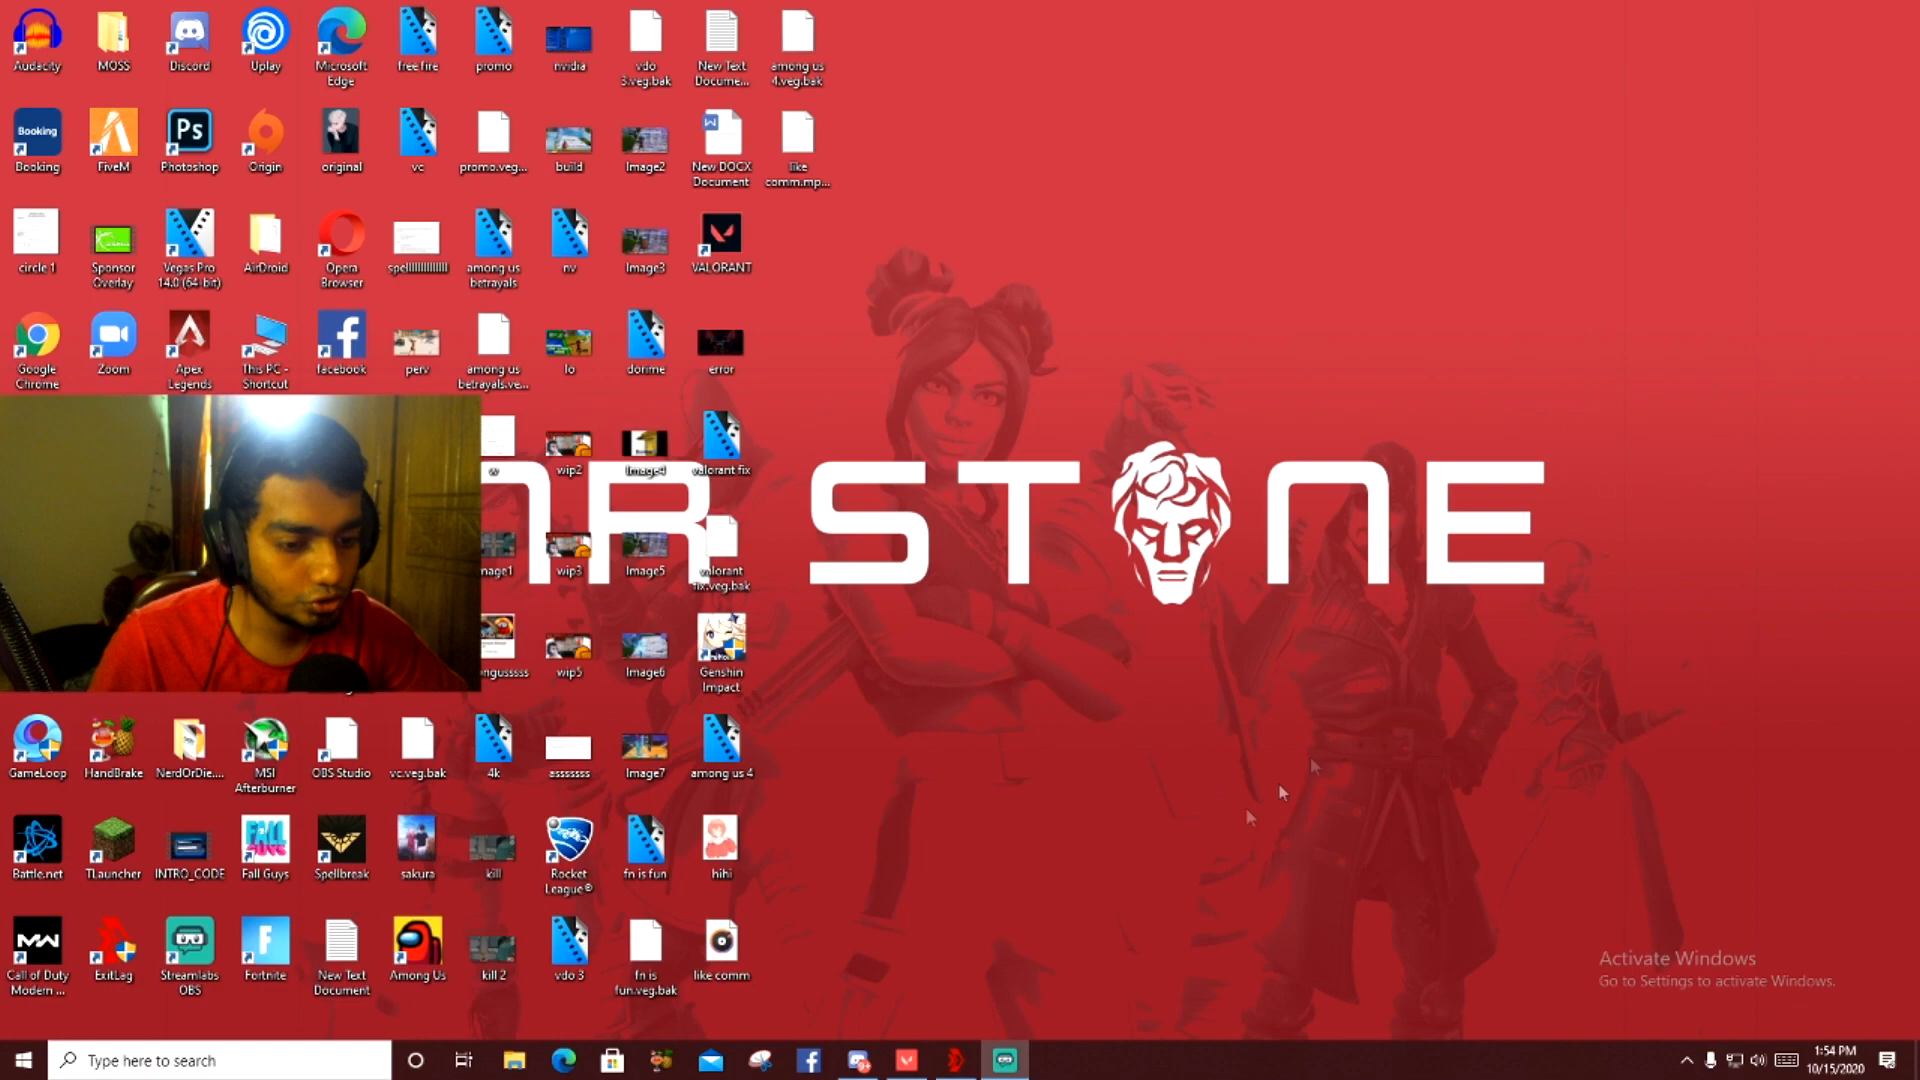 Audacity
MOSS
Discord
Uplay
Microsoft
Edge
free fire
promo
nvidia
vdo
3.veg.bak
New Text
Docume...
among us
4.veg.bak
Booking
Booking
FiveM
Ps
Photoshop
Origin
original
vc
promo.veg...
build
Image2
New DOCX
Document
like
comm.mp...
circle 1
Sponsor
Overlay
Vegas Pro
14.0 (64-bit)
AirDroid
Opera
Browser
among us
betrayals
nv
Image3
VALORANT
Google
Chrome
Zoom
Apex
Legends
This PC -
Shortcut
facebook
perv
among us
betrayals.ve...
lo
dorime
error
w
wip2
Image4
valorant fix
R STONE
mage1
wip3
Image5
valorant
fix.veg.bak
ngusssss
wip5
Image6
Genshin
Impact
GameLoop
HandBrake
NerdOrDie....
MSI
Afterburner
OBS Studio
vc.veg.bak
4k
Image7
among us 4
Battle.net
TLauncher
INTRO_CODE
FALL
Fall Guys
Spellbreak
sakura
kill
Rocket
League®
fn is fun
hihi
MW
Call of Duty
Modern ...
ExitLag
Streamlabs
OBS
F
Fortnite
New Text
Document
Among Us
kill 2
vdo 3
fn is
fun.veg.bak
like comm
Activate Windows
Go to Settings to activate Windows.
Type here to search
1:54 PM
10/15/2020